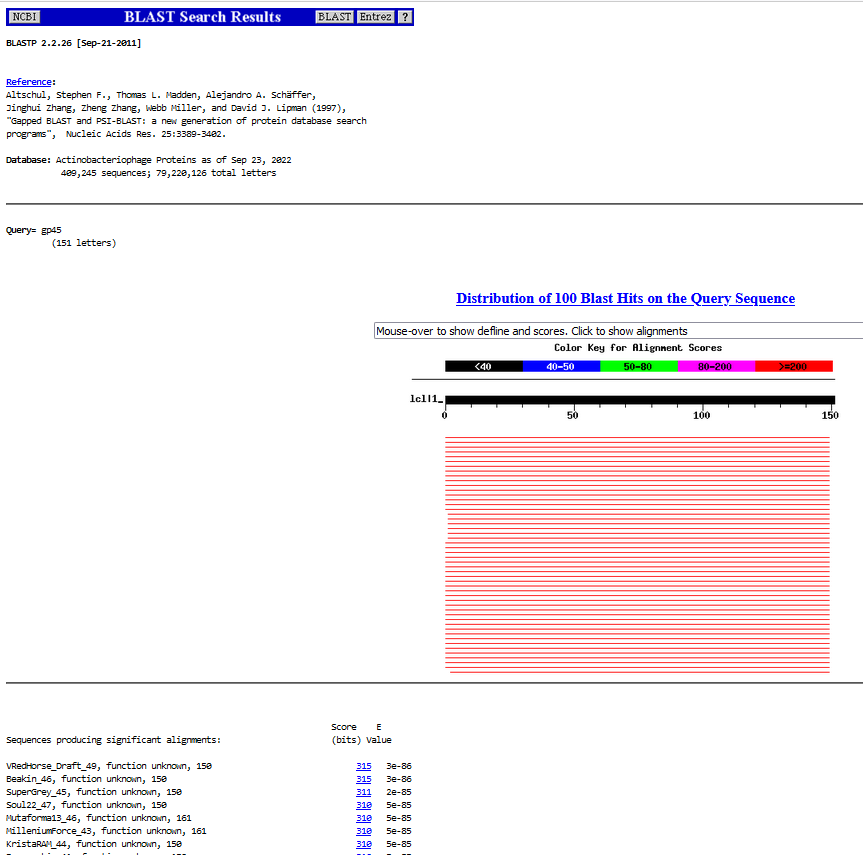 NCBI BLAST Search Results BLAST Entrez ?
BLASTP 2.2.26 [Sep-21-2011]
Reference:
Altschul, Stephen F., Thomas L. Madden, Alejandro A. Schäffer,
Jinghui Zhang, Zheng Zhang, Webb Miller, and David J. Lipman (1997),
"Gapped BLAST and PSI-BLAST: a new generation of protein database search
programs", Nucleic Acids Res. 25:3389-3402.
Database: Actinobacteriophage Proteins as of Sep 23, 2022
409,245 sequences; 79,220,126 total letters
Query= gp45
(151 letters)
Distribution of 100 Blast Hits on the Query Sequence
Mouse-over to show defline and scores. Click to show alignments
Color Key for Alignment Scores
<40 40-50 50-80 80-200 >=200
lcl|1_
0 50 100 150
Score E
Sequences producing significant alignments: (bits) Value
VRedHorse_Draft_49, function unknown, 150 315 3e-86
Beakin_46, function unknown, 150 315 3e-86
SuperGrey_45, function unknown, 150 311 2e-85
Soul22_47, function unknown, 150 310 5e-85
Mutaforma13_46, function unknown, 161 310 5e-85
MilleniumForce_43, function unknown, 161 310 5e-85
KristaRAM_44, function unknown, 150 310 5e-85